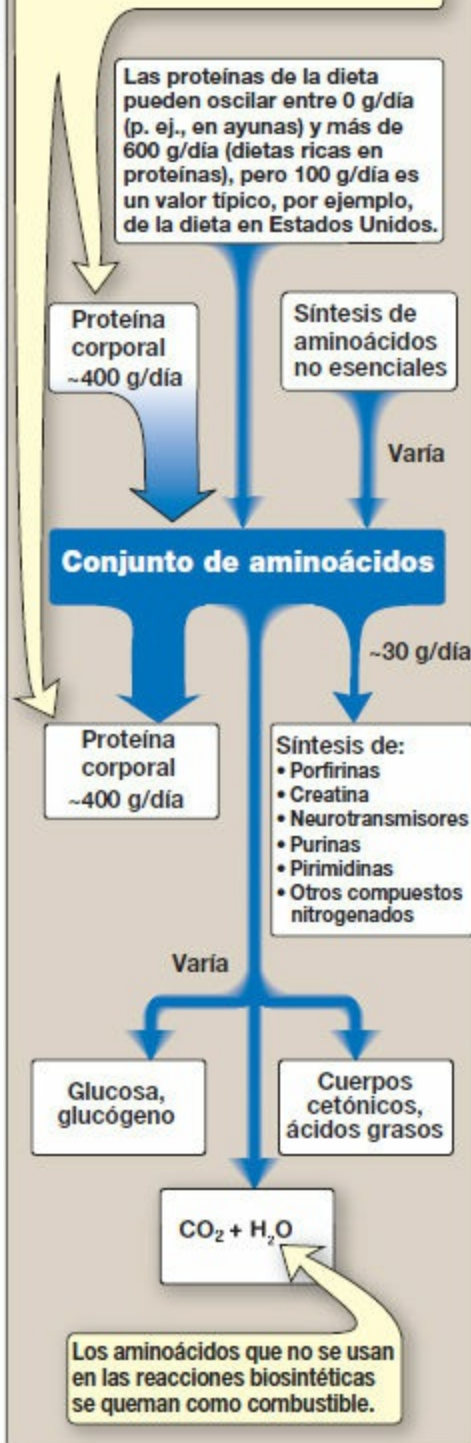 Las proteínas de la dieta
pueden oscilar entre 0 g/día
(p. ej., en ayunas) y más de
600 g/día (dietas ricas en
proteínas), pero 100 g/día es
un valor típico, por ejemplo,
de la dieta en Estados Unidos.
Proteína
corporal
~400 g/día
Síntesis de
aminoácidos
no esenciales
Varía
Conjunto de aminoácidos
~30 g/día
Proteína
corporal
~400 g/día
Síntesis de:
• Porfirinas
• Creatina
• Neurotransmisores
• Purinas
• Pirimidinas
• Otros compuestos
nitrogenados
Varía
Glucosa,
glucógeno
Cuerpos
cetónicos,
ácidos grasos
CO₂ + H₂O
Los aminoácidos que no se usan
en las reacciones biosintéticas
se queman como combustible.